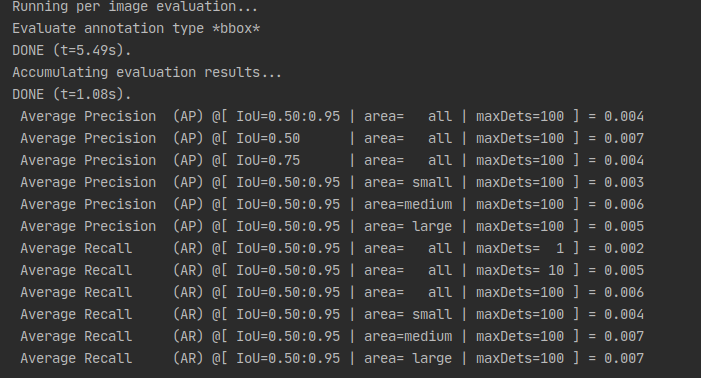 Running per image evaluation...
Evaluate annotation type *bbox*
DONE (t=5.49s).
Accumulating evaluation results...
DONE (t=1.08s).
 Average Precision  (AP) @[ IoU=0.50:0.95 | area=   all | maxDets=100 ] = 0.004
 Average Precision  (AP) @[ IoU=0.50      | area=   all | maxDets=100 ] = 0.007
 Average Precision  (AP) @[ IoU=0.75      | area=   all | maxDets=100 ] = 0.004
 Average Precision  (AP) @[ IoU=0.50:0.95 | area= small | maxDets=100 ] = 0.003
 Average Precision  (AP) @[ IoU=0.50:0.95 | area=medium | maxDets=100 ] = 0.006
 Average Precision  (AP) @[ IoU=0.50:0.95 | area= large | maxDets=100 ] = 0.005
 Average Recall     (AR) @[ IoU=0.50:0.95 | area=   all | maxDets=  1 ] = 0.002
 Average Recall     (AR) @[ IoU=0.50:0.95 | area=   all | maxDets= 10 ] = 0.005
 Average Recall     (AR) @[ IoU=0.50:0.95 | area=   all | maxDets=100 ] = 0.006
 Average Recall     (AR) @[ IoU=0.50:0.95 | area= small | maxDets=100 ] = 0.004
 Average Recall     (AR) @[ IoU=0.50:0.95 | area=medium | maxDets=100 ] = 0.007
 Average Recall     (AR) @[ IoU=0.50:0.95 | area= large | maxDets=100 ] = 0.007